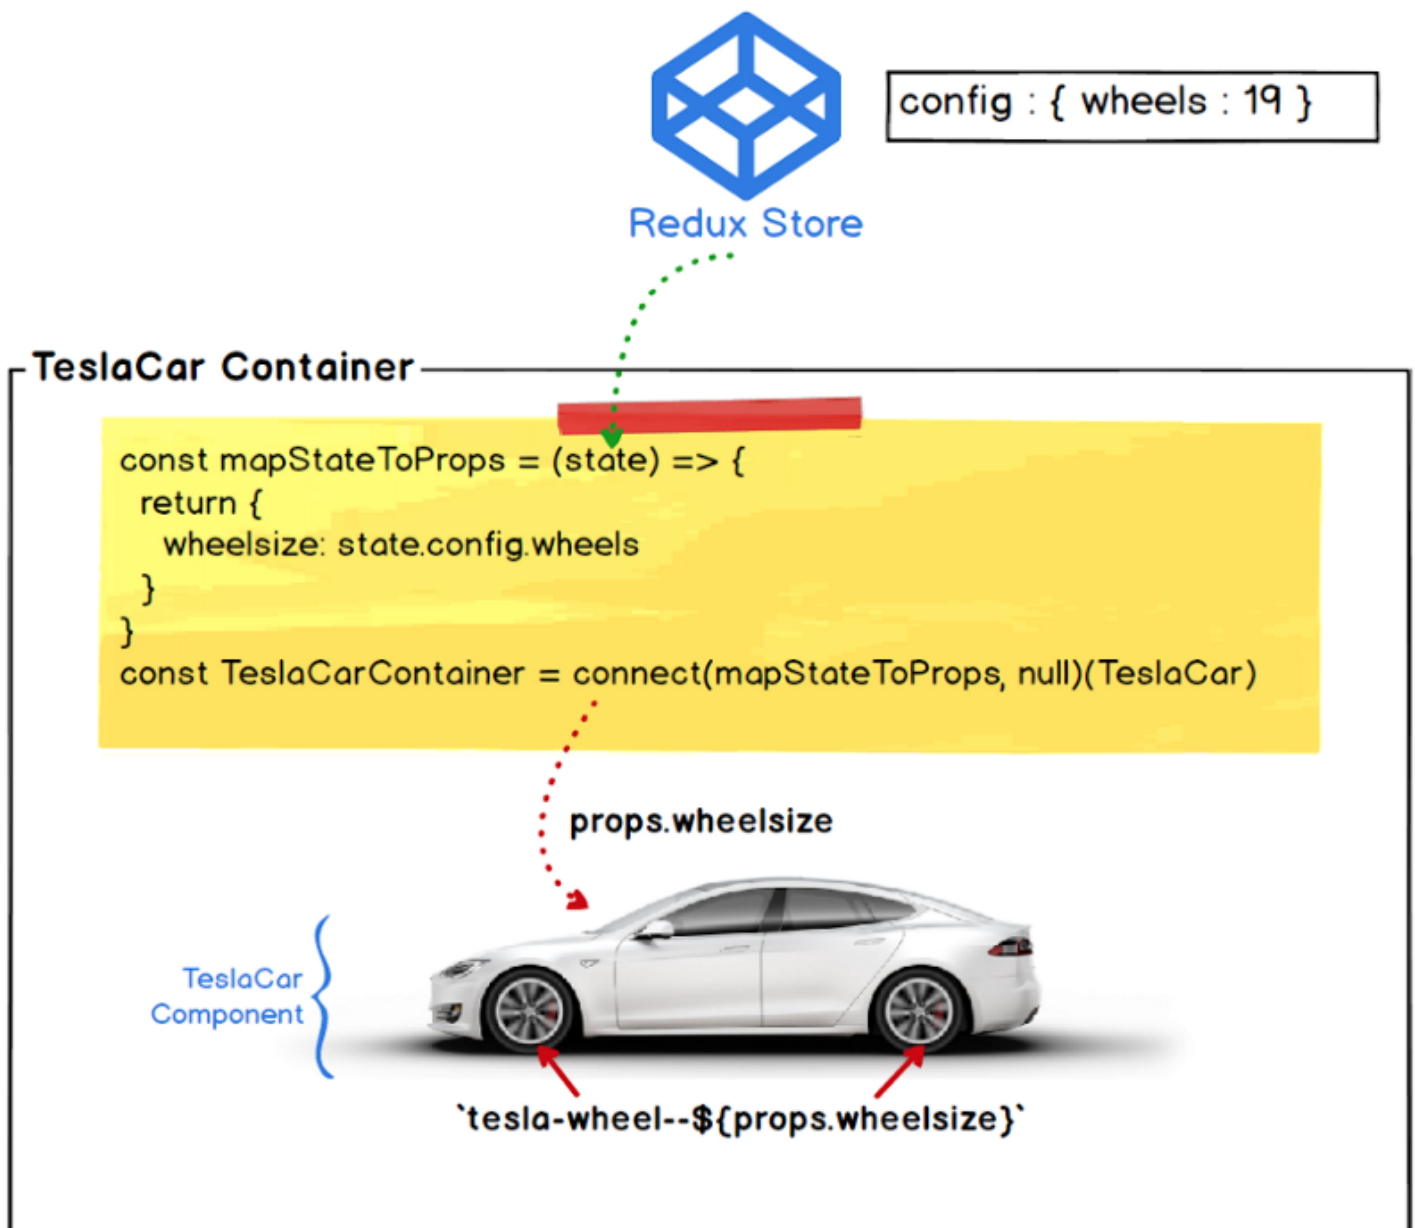 config : { wheels : 19 }
Redux Store
TeslaCar Container
const mapStateToProps = (state) => {
return {
wheelsize: state.config.wheels
}
}
const TeslaCarContainer = connect(mapStateToProps, null)(TeslaCar)
props.wheelsize
TeslaCar
Component
`tesla-wheel--${props.wheelsize}`